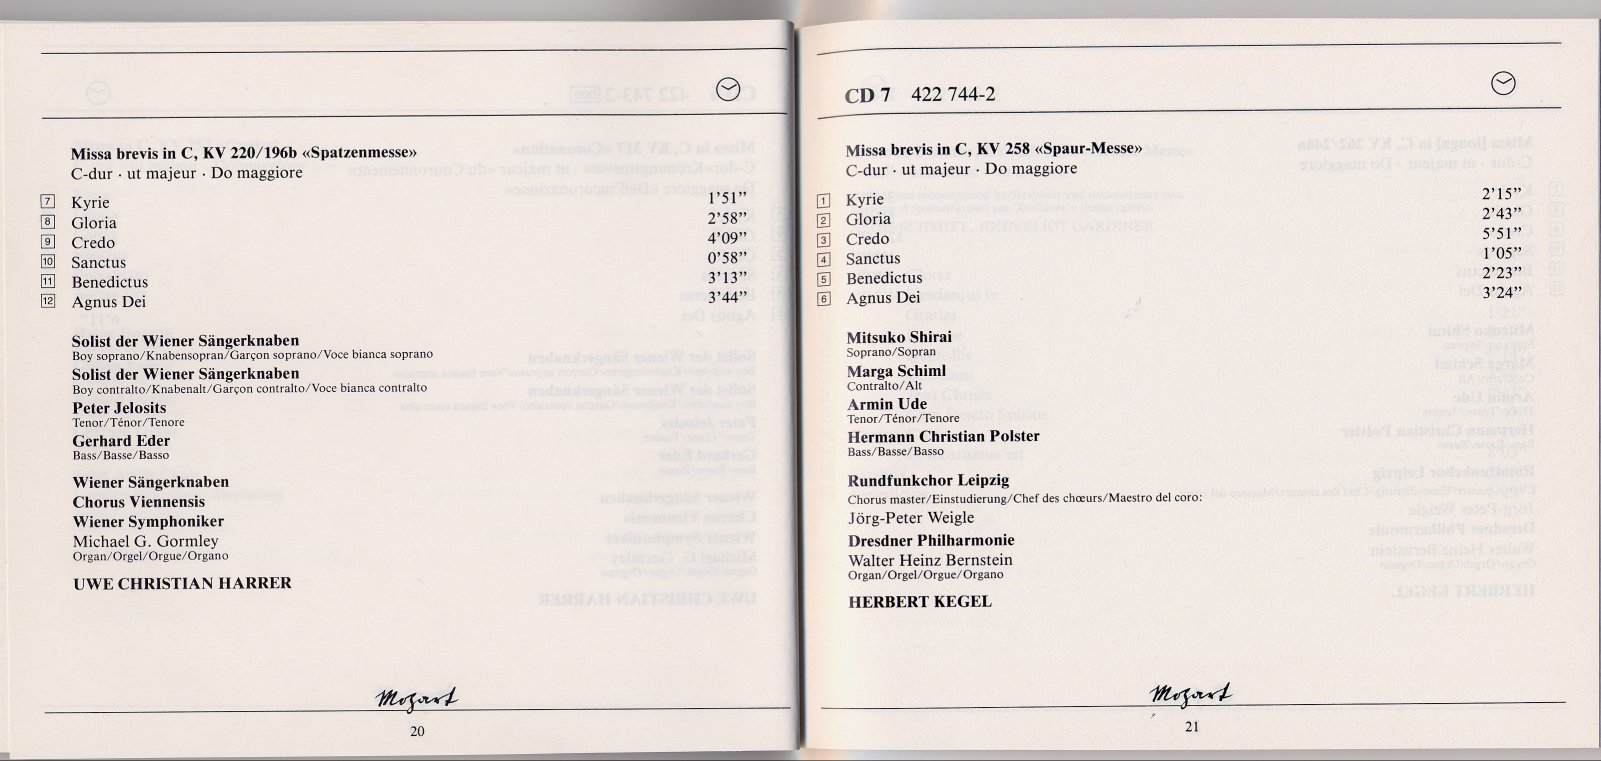 Missa brevis in C, KV 220/196b «Spatzenmesse»
C-dur · ut majeur · Do maggiore
7 Kyrie 1’51”
8 Gloria 2’58”
9 Credo 4’09”
10 Sanctus 0’58”
11 Benedictus 3’13”
12 Agnus Dei 3’44”
Solist der Wiener Sängerknaben
Boy soprano/Knabensopran/Garçon soprano/Voce bianca soprano
Solist der Wiener Sängerknaben
Boy contralto/Knabenalt/Garçon contralto/Voce bianca contralto
Peter Jelosits
Tenor/Ténor/Tenore
Gerhard Eder
Bass/Basse/Basso
Wiener Sängerknaben
Chorus Viennensis
Wiener Symphoniker
Michael G. Gormley
Organ/Orgel/Orgue/Organo
UWE CHRISTIAN HARRER
Mozart
20
CD 7 422 744-2
Missa brevis in C, KV 258 «Spaur-Messe»
C-dur · ut majeur · Do maggiore
1 Kyrie 2’15”
2 Gloria 2’43”
3 Credo 5’51”
4 Sanctus 1’05”
5 Benedictus 2’23”
6 Agnus Dei 3’24”
Mitsuko Shirai
Soprano/Sopran
Marga Schiml
Contralto/Alt
Armin Ude
Tenor/Ténor/Tenore
Hermann Christian Polster
Bass/Basse/Basso
Rundfunkchor Leipzig
Chorus master/Einstudierung/Chef des chœurs/Maestro del coro:
Jörg-Peter Weigle
Dresdner Philharmonie
Walter Heinz Bernstein
Organ/Orgel/Orgue/Organo
HERBERT KEGEL
Mozart
21